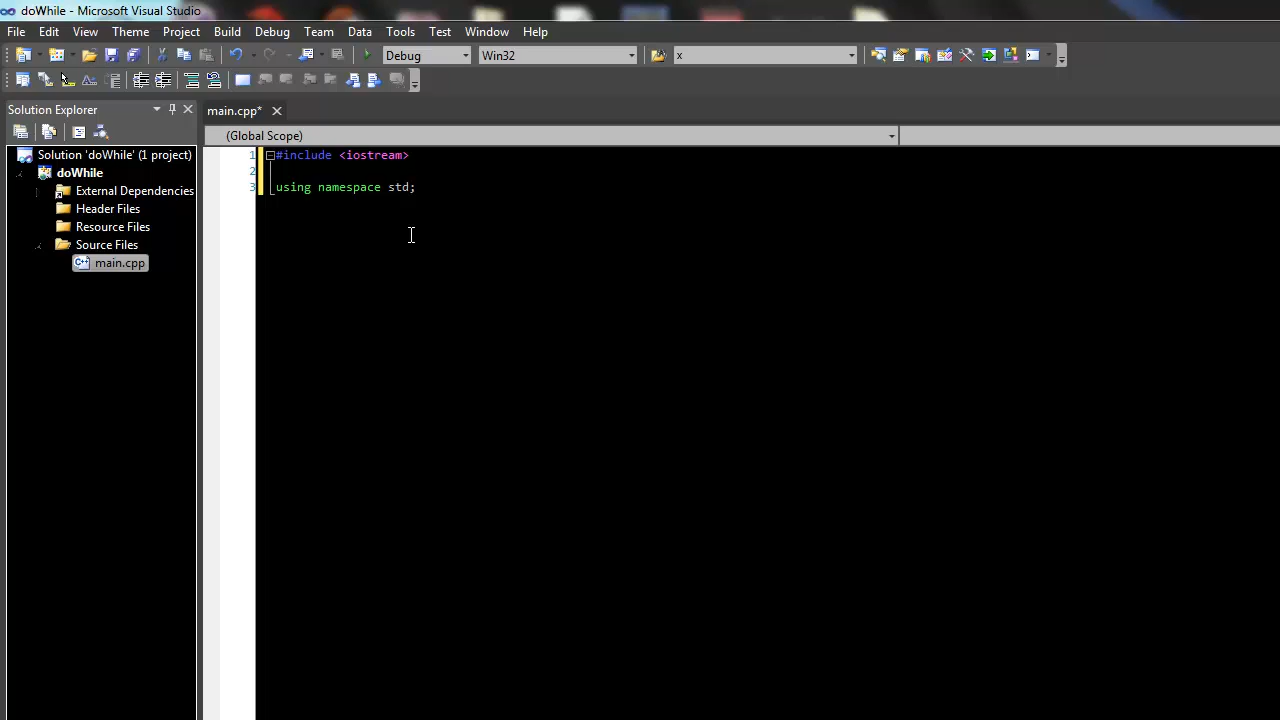 doWhile - Microsoft Visual Studio
File Edit View Theme Project Build Debug Team Data Tools Test Window Help
Debug Win32 x
Solution Explorer
main.cpp*
(Global Scope)
Solution 'doWhile' (1 project)
doWhile
External Dependencies
Header Files
Resource Files
Source Files
C++ main.cpp
1 #include <iostream>
2
3 using namespace std;